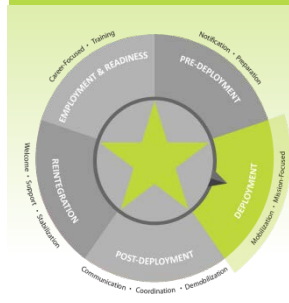 Career-Focused • Training
EMPLOYMENT & READINESS
Notification • Preparation
PRE-DEPLOYMENT
DEPLOYMENT
Mobilization • Mission-Focused
POST-DEPLOYMENT
Communication • Coordination • Demobilization
REINTEGRATION
Welcome • Support • Stabilization